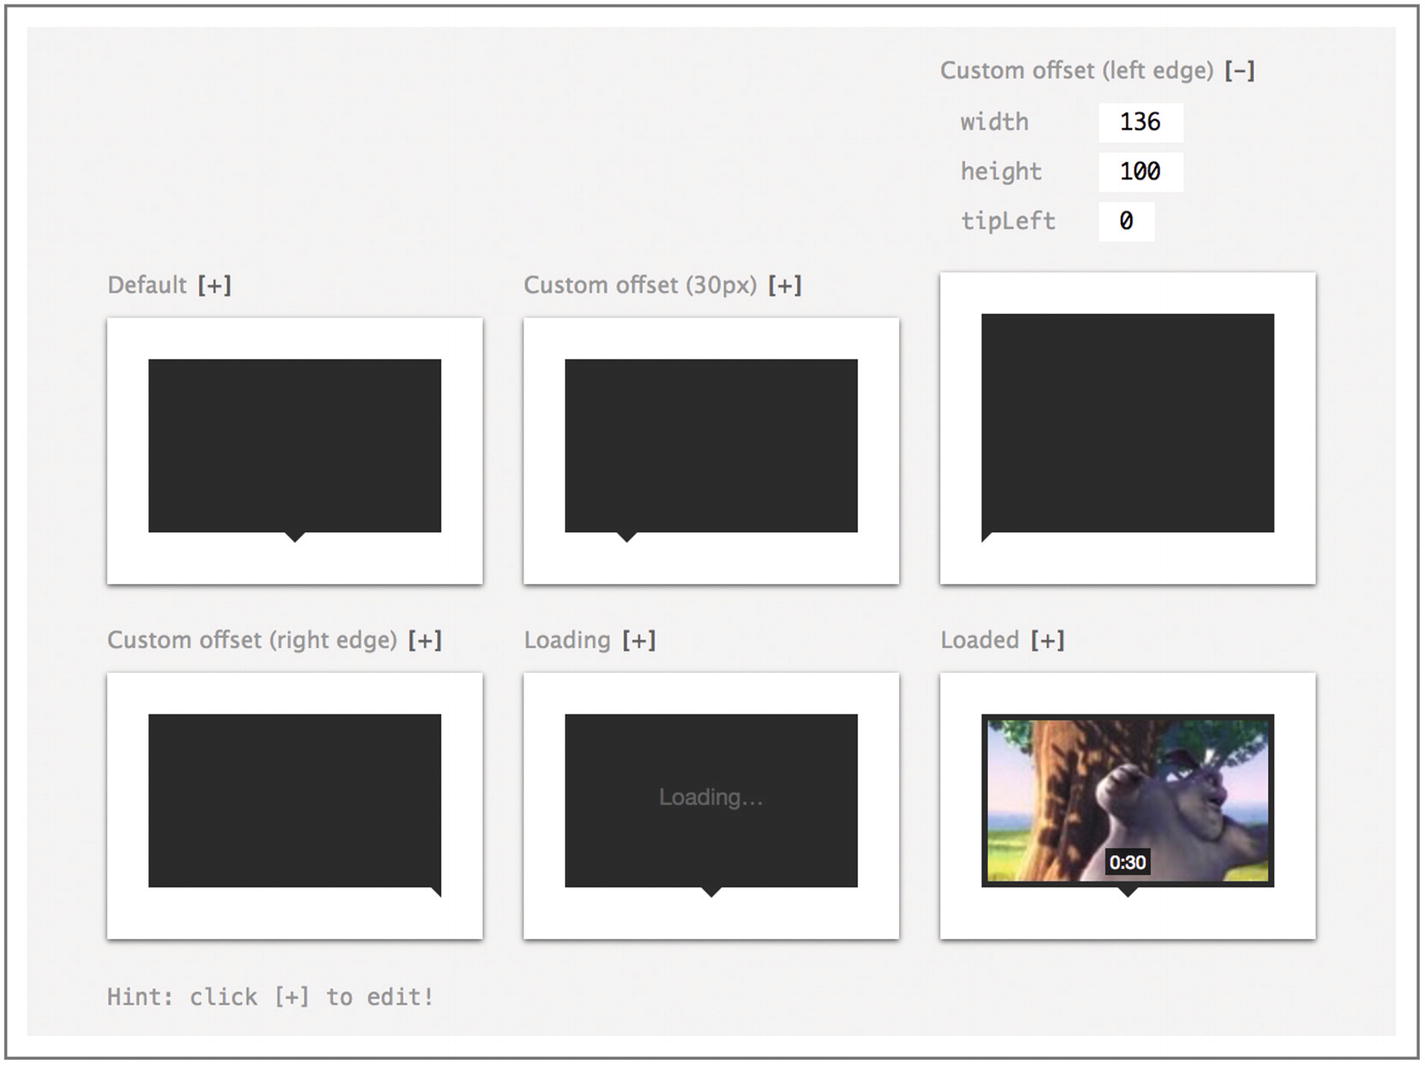 Custom offset (left edge) [–]
width 136
height 100
tipLeft 0
Default [+]
Custom offset (30px) [+]
Custom offset (right edge) [+]
Loading [+]
Loaded [+]
Loading...
0:30
Hint: click [+] to edit!